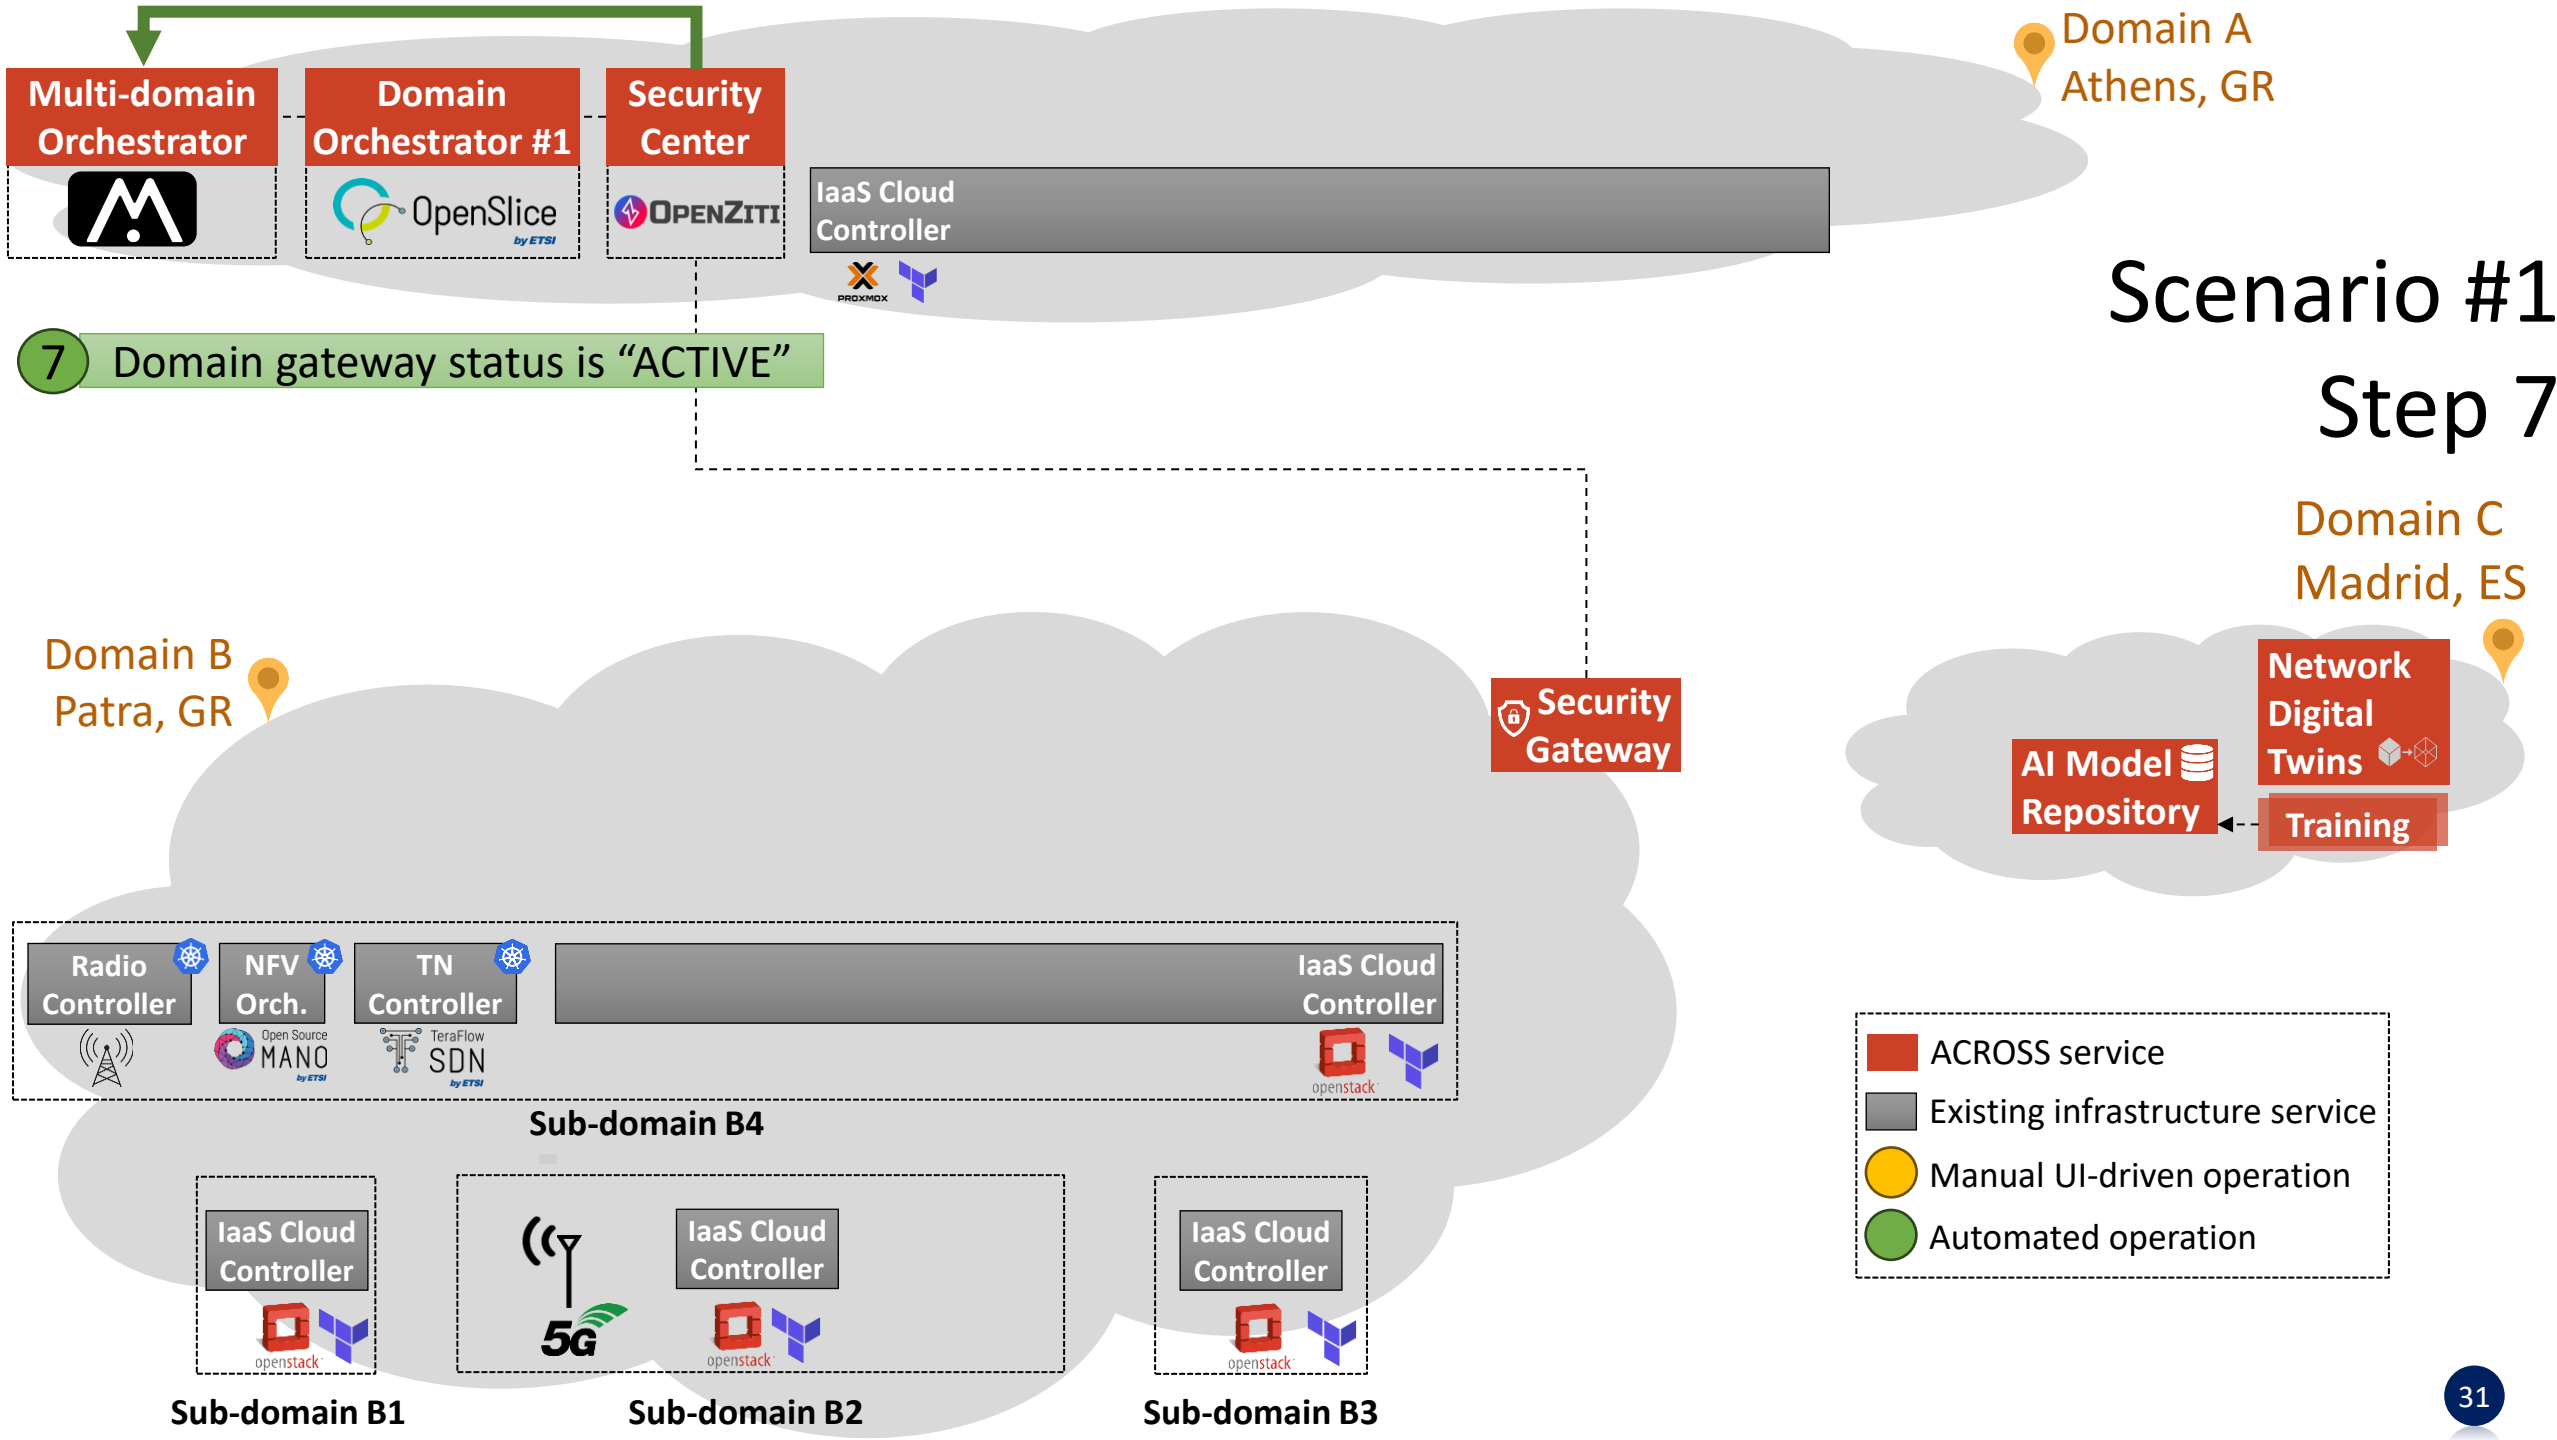 Domain A
Athens, GR
Multi-domain
Orchestrator
Domain
Orchestrator #1
Security
Center
OpenSlice
by ETSI
OPENZITI
IaaS Cloud
Controller
PROXMOX
Scenario #1
Step 7
7
Domain gateway status is “ACTIVE”
Domain C
Madrid, ES
Domain B
Patra, GR
Security
Gateway
Network
Digital
Twins
AI Model
Repository
Training
Radio
Controller
NFV
Orch.
Open Source
MANO
by ETSI
TN
Controller
TeraFlow
SDN
by ETSI
IaaS Cloud
Controller
openstack
Sub-domain B4
ACROSS service
Existing infrastructure service
Manual UI-driven operation
Automated operation
IaaS Cloud
Controller
openstack
Sub-domain B1
5G
IaaS Cloud
Controller
openstack
Sub-domain B2
IaaS Cloud
Controller
openstack
Sub-domain B3
31